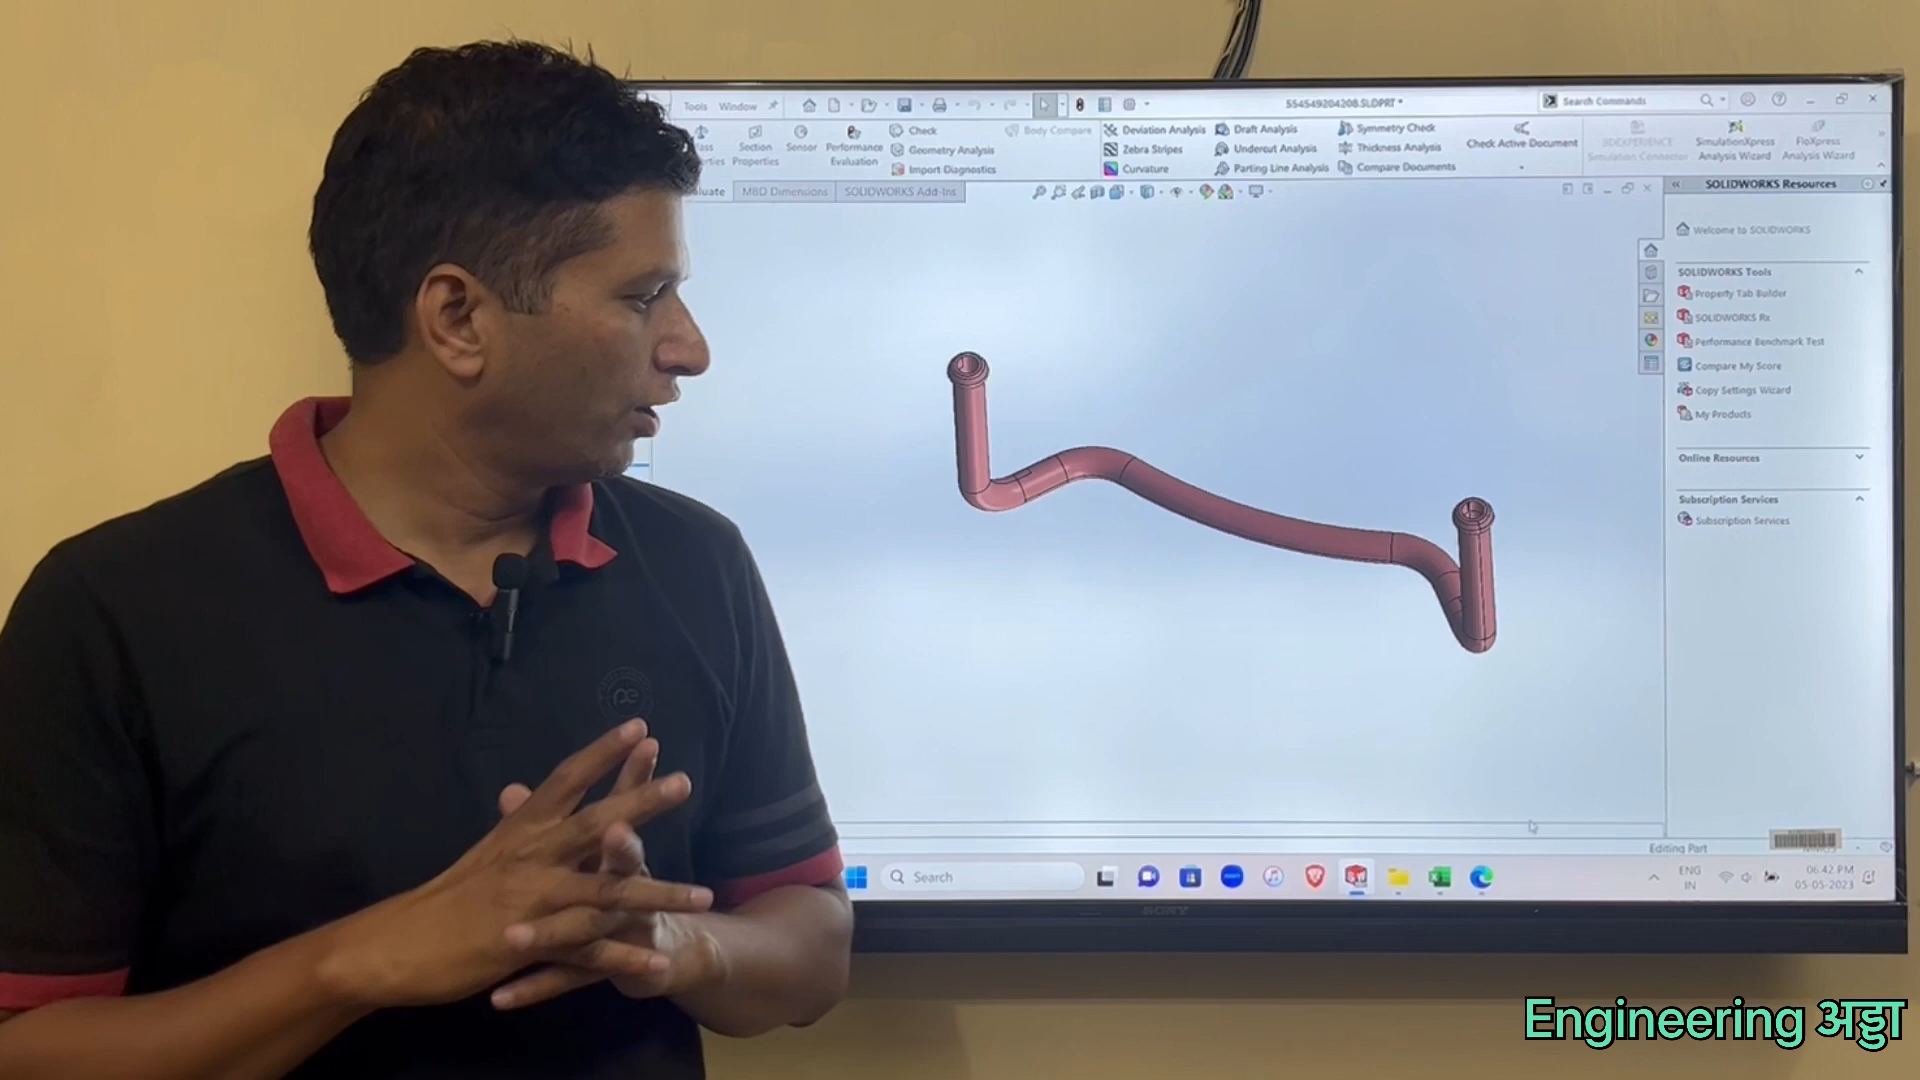 Tools Window
554549204208.SLDPRT *
Search Commands
Section Properties
Sensor
Performance Evaluation
Check
Geometry Analysis
Import Diagnostics
Body Compare
Deviation Analysis
Zebra Stripes
Curvature
Draft Analysis
Undercut Analysis
Parting Line Analysis
Symmetry Check
Thickness Analysis
Compare Documents
Check Active Document
3DEXPERIENCE
Simulation Connector
SimulationXpress
Analysis Wizard
FloXpress
Analysis Wizard
MBD Dimensions
SOLIDWORKS Add-Ins
SOLIDWORKS Resources
Welcome to SOLIDWORKS
SOLIDWORKS Tools
Property Tab Builder
SOLIDWORKS Rx
Performance Benchmark Test
Compare My Score
Copy Settings Wizard
My Products
Online Resources
Subscription Services
Subscription Services
Editing Part
Search
ENG
IN
06:42 PM
05-05-2023
SONY
Engineering अड्डा